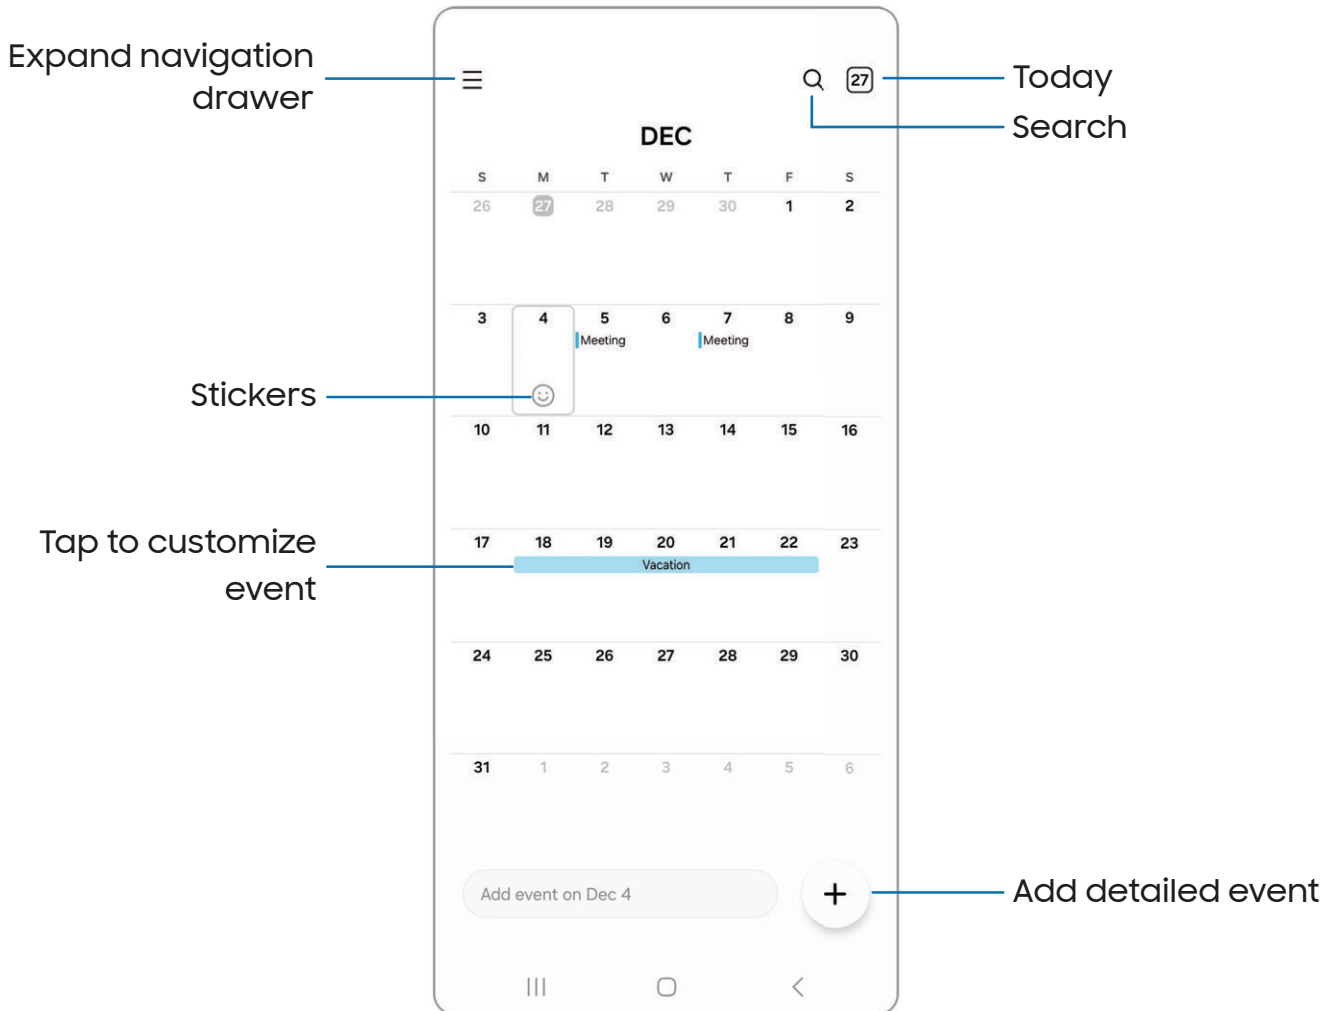 Expand navigation
drawer
27
Today
Search
DEC
S M T W T F S
26 27 28 29 30 1 2
3 4 5 6 7 8 9
Meeting Meeting
Stickers
10 11 12 13 14 15 16
Tap to customize
event
17 18 19 20 21 22 23
Vacation
24 25 26 27 28 29 30
31 1 2 3 4 5 6
Add event on Dec 4
+
Add detailed event